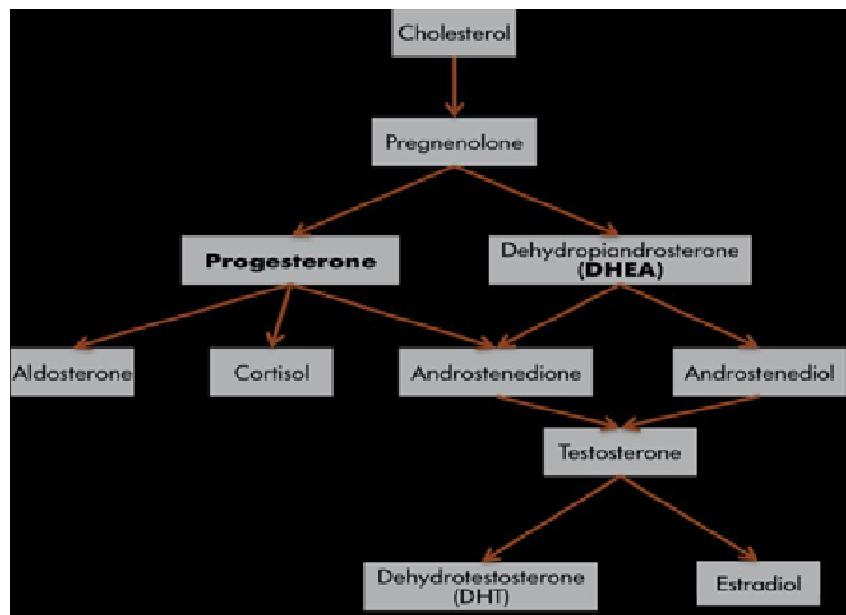 Cholesterol
Pregnenolone
Progesterone
Dehydropiandrosterone
(DHEA)
Aldosterone
Cortisol
Androstenedione
Androstenediol
Testosterone
Dehydrotestosterone
(DHT)
Estradiol